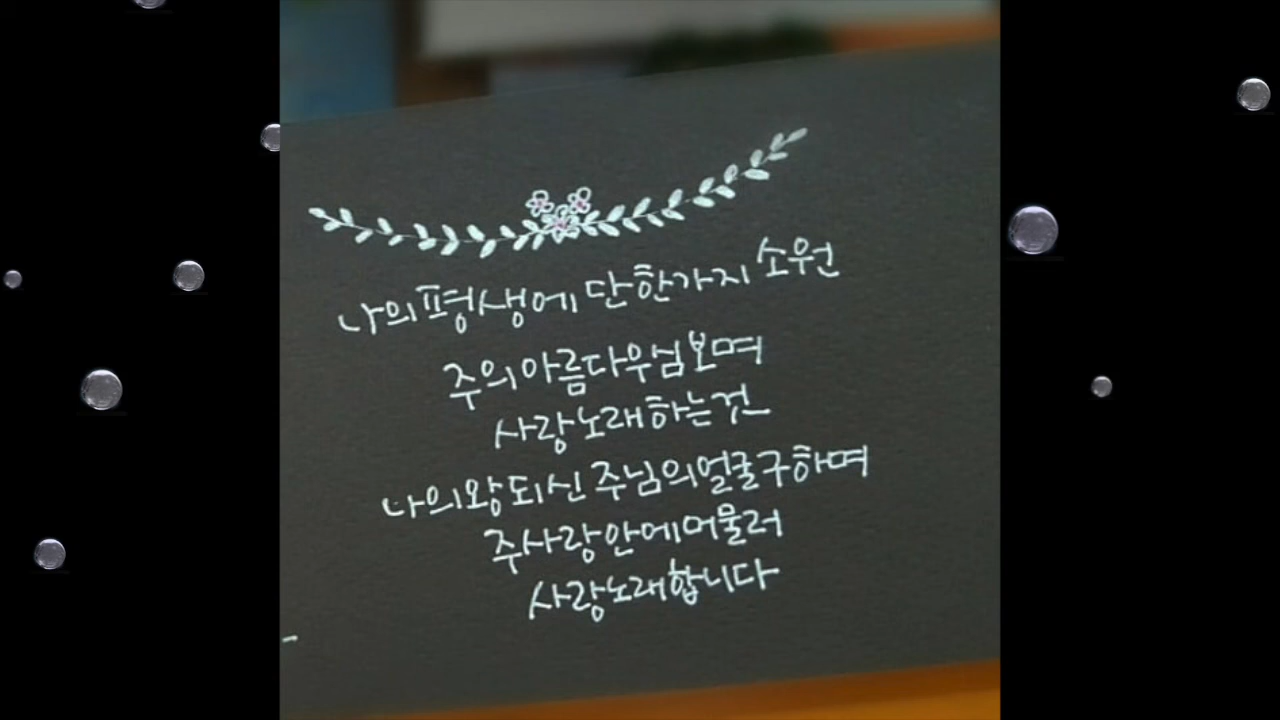 나의 평생에 단 한가지 소원
주의 아름다우심 보며
사랑 노래하는 것
나의 왕 되신 주님의 얼굴 구하며
주 사랑 안에 머물러
사랑 노래합니다